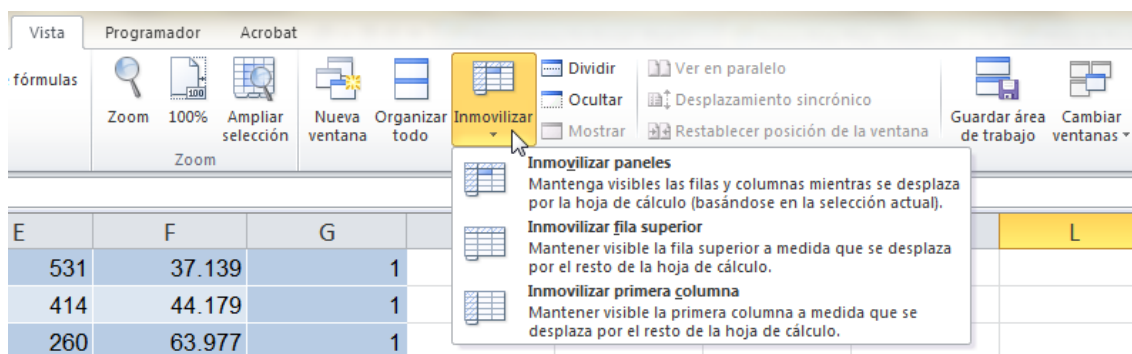 Vista Programador Acrobat
fórmulas
Zoom 100% Ampliar selección
Nueva ventana Organizar todo Inmovilizar
Dividir
Ocultar
Mostrar
Ver en paralelo
Desplazamiento sincrónico
Restablecer posición de la ventana
Guardar área de trabajo Cambiar ventanas
Zoom
Inmovilizar paneles
Mantenga visibles las filas y columnas mientras se desplaza
por la hoja de cálculo (basándose en la selección actual).
Inmovilizar fila superior
Mantener visible la fila superior a medida que se desplaza
por el resto de la hoja de cálculo.
Inmovilizar primera columna
Mantener visible la primera columna a medida que se
desplaza por el resto de la hoja de cálculo.
E F G L
531 37.139 1
414 44.179 1
260 63.977 1